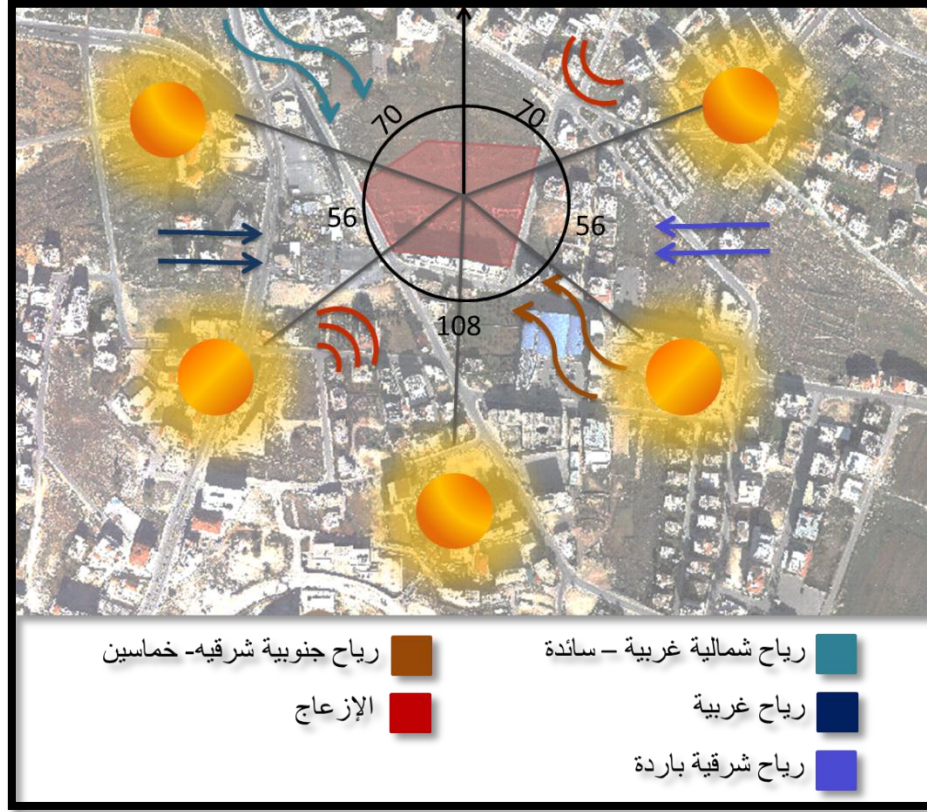 70
70
56
56
108
رياح شمالية غربية – سائدة
رياح جنوبية شرقيه- خماسين
رياح غربية
الإزعاج
رياح شرقية باردة